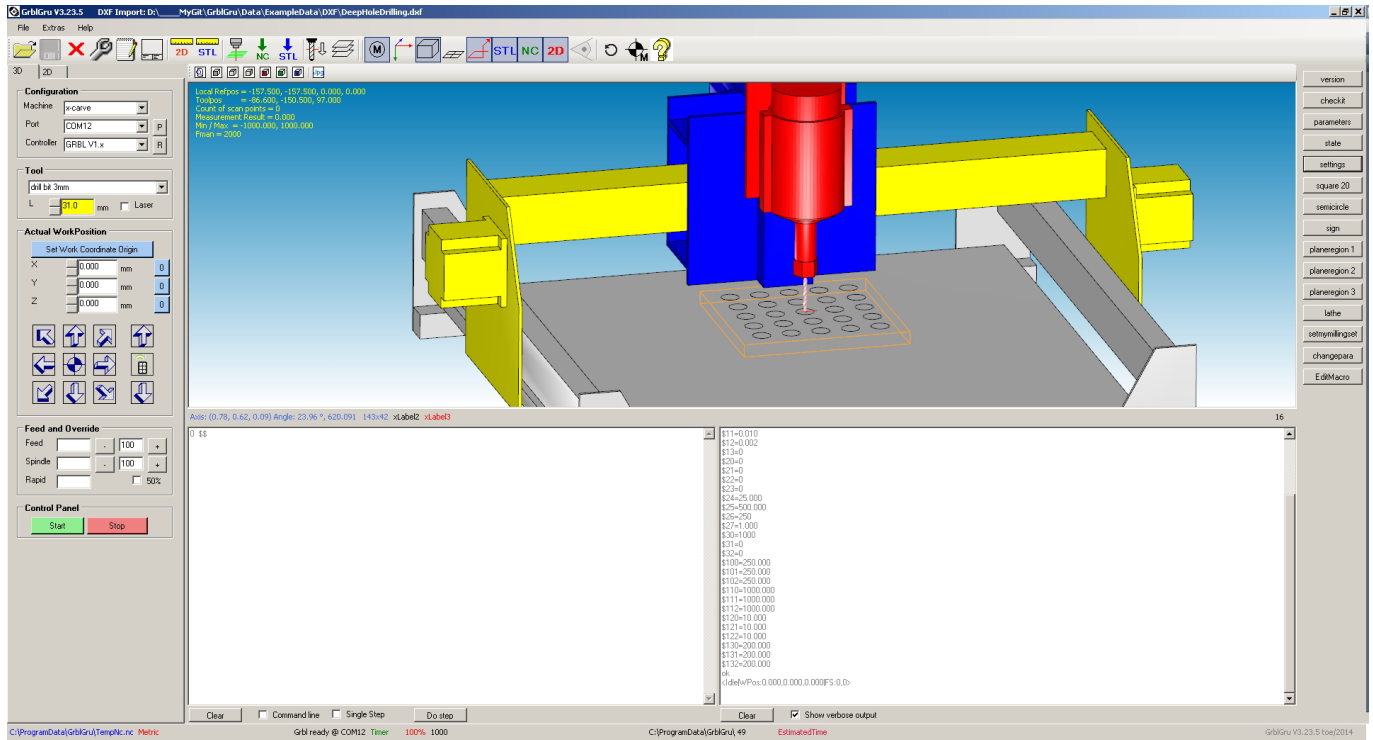 GrblGru V3.23.5 DXF Import: D:\____MyGit\GrblGru\Data\ExampleData\DXF\DeepHoleDrilling.dxf
File Extras Help
2D STL NC STL M STL NC 2D M
3D 2D
Jpg
Configuration
Machine x-carve
Port COM12 P
Controller GRBL V1.x R
Tool
drill bit 3mm
L 31.0 mm Laser
Actual WorkPosition
Set Work Coordinate Origin
X 0.000 mm 0
Y 0.000 mm 0
Z 0.000 mm 0
Feed and Override
Feed - 100 +
Spindle - 100 +
Rapid 50%
Control Panel
Start Stop
Local Refpos = -157.500, -157.500, 0.000, 0.000
Toolpos = -86.600, -150.500, 97.000
Count of scan points = 0
Measurement Result = 0.000
Min / Max = -1000.000, 1000.000
Fman = 2000
Axis: (0.78, 0.62, 0.09) Angle: 23.96 °, 620.091 143x42 xLabel2 xLabel3 16
0 $$
$11=0.010
$12=0.002
$13=0
$20=0
$21=0
$22=0
$23=0
$24=25.000
$25=500.000
$26=250
$27=1.000
$30=1000
$31=0
$32=0
$100=250.000
$101=250.000
$102=250.000
$110=1000.000
$111=1000.000
$112=1000.000
$120=10.000
$121=10.000
$122=10.000
$130=200.000
$131=200.000
$132=200.000
ok
<Idle|WPos:0.000,0.000,0.000|FS:0,0>
Clear Command line Single Step Do step
Clear Show verbose output
version
checkit
parameters
state
settings
square 20
semicircle
sign
planeregion 1
planeregion 2
planeregion 3
lathe
setmymillingset
changepara
EditMacro
C:\ProgramData\GrblGru\TempNc.nc Metric Grbl ready @ COM12 Timer 100% 1000 C:\ProgramData\GrblGru\ 49 EstimatedTime GrblGru V3.23.5 toe/2014